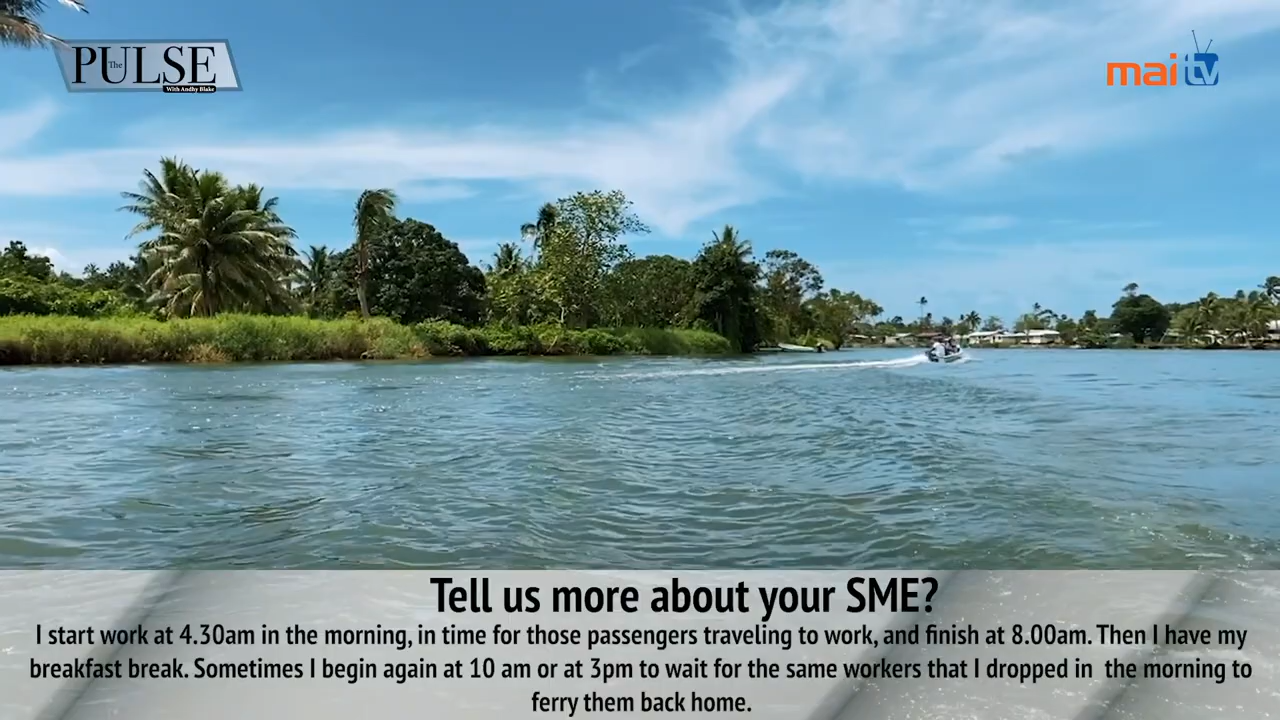 The PULSE
With Andhy Blake
mai tv
Tell us more about your SME?
I start work at 4.30am in the morning, in time for those passengers traveling to work, and finish at 8.00am. Then I have my
breakfast break. Sometimes I begin again at 10 am or at 3pm to wait for the same workers that I dropped in  the morning to
ferry them back home.